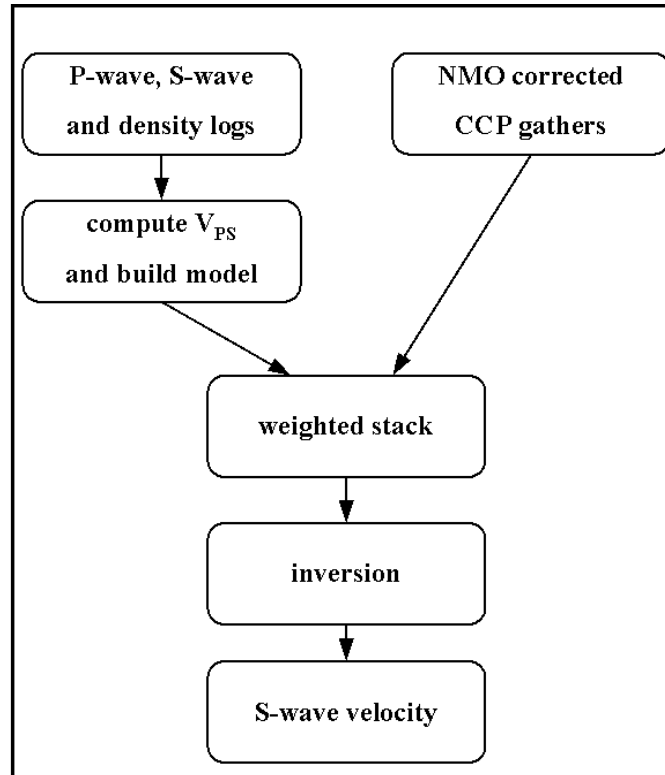 P-wave, S-wave
and density logs
NMO corrected
CCP gathers
compute V_PS
and build model
weighted stack
inversion
S-wave velocity